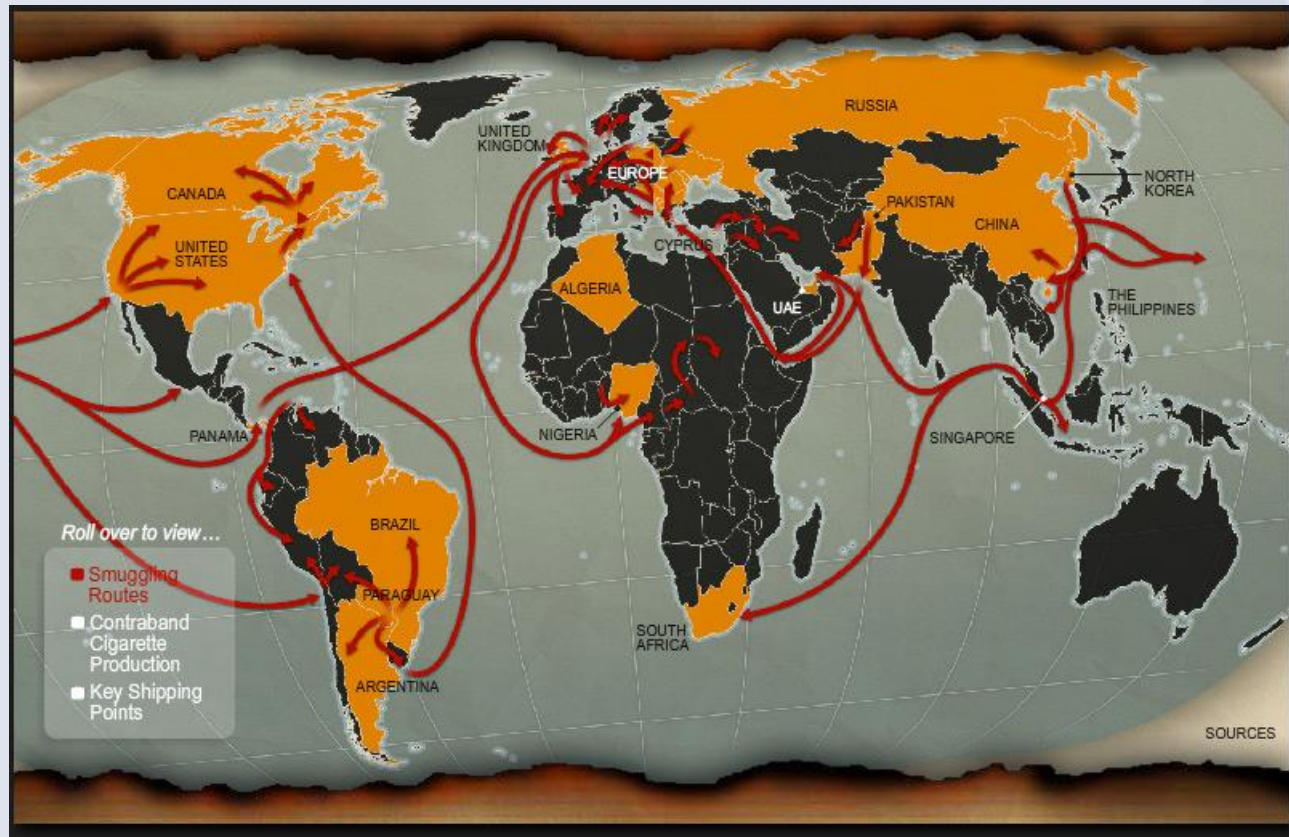 RUSSIA
UNITED
KINGDOM
EUROPE
NORTH
KOREA
CANADA
PAKISTAN
CHINA
UNITED
STATES
CYPRUS
ALGERIA
UAE
THE
PHILIPPINES
PANAMA
NIGERIA
SINGAPORE
BRAZIL
Roll over to view…
Smuggling
Routes
Contraband
Cigarette
Production
Key Shipping
Points
PARAGUAY
SOUTH
AFRICA
ARGENTINA
SOURCES